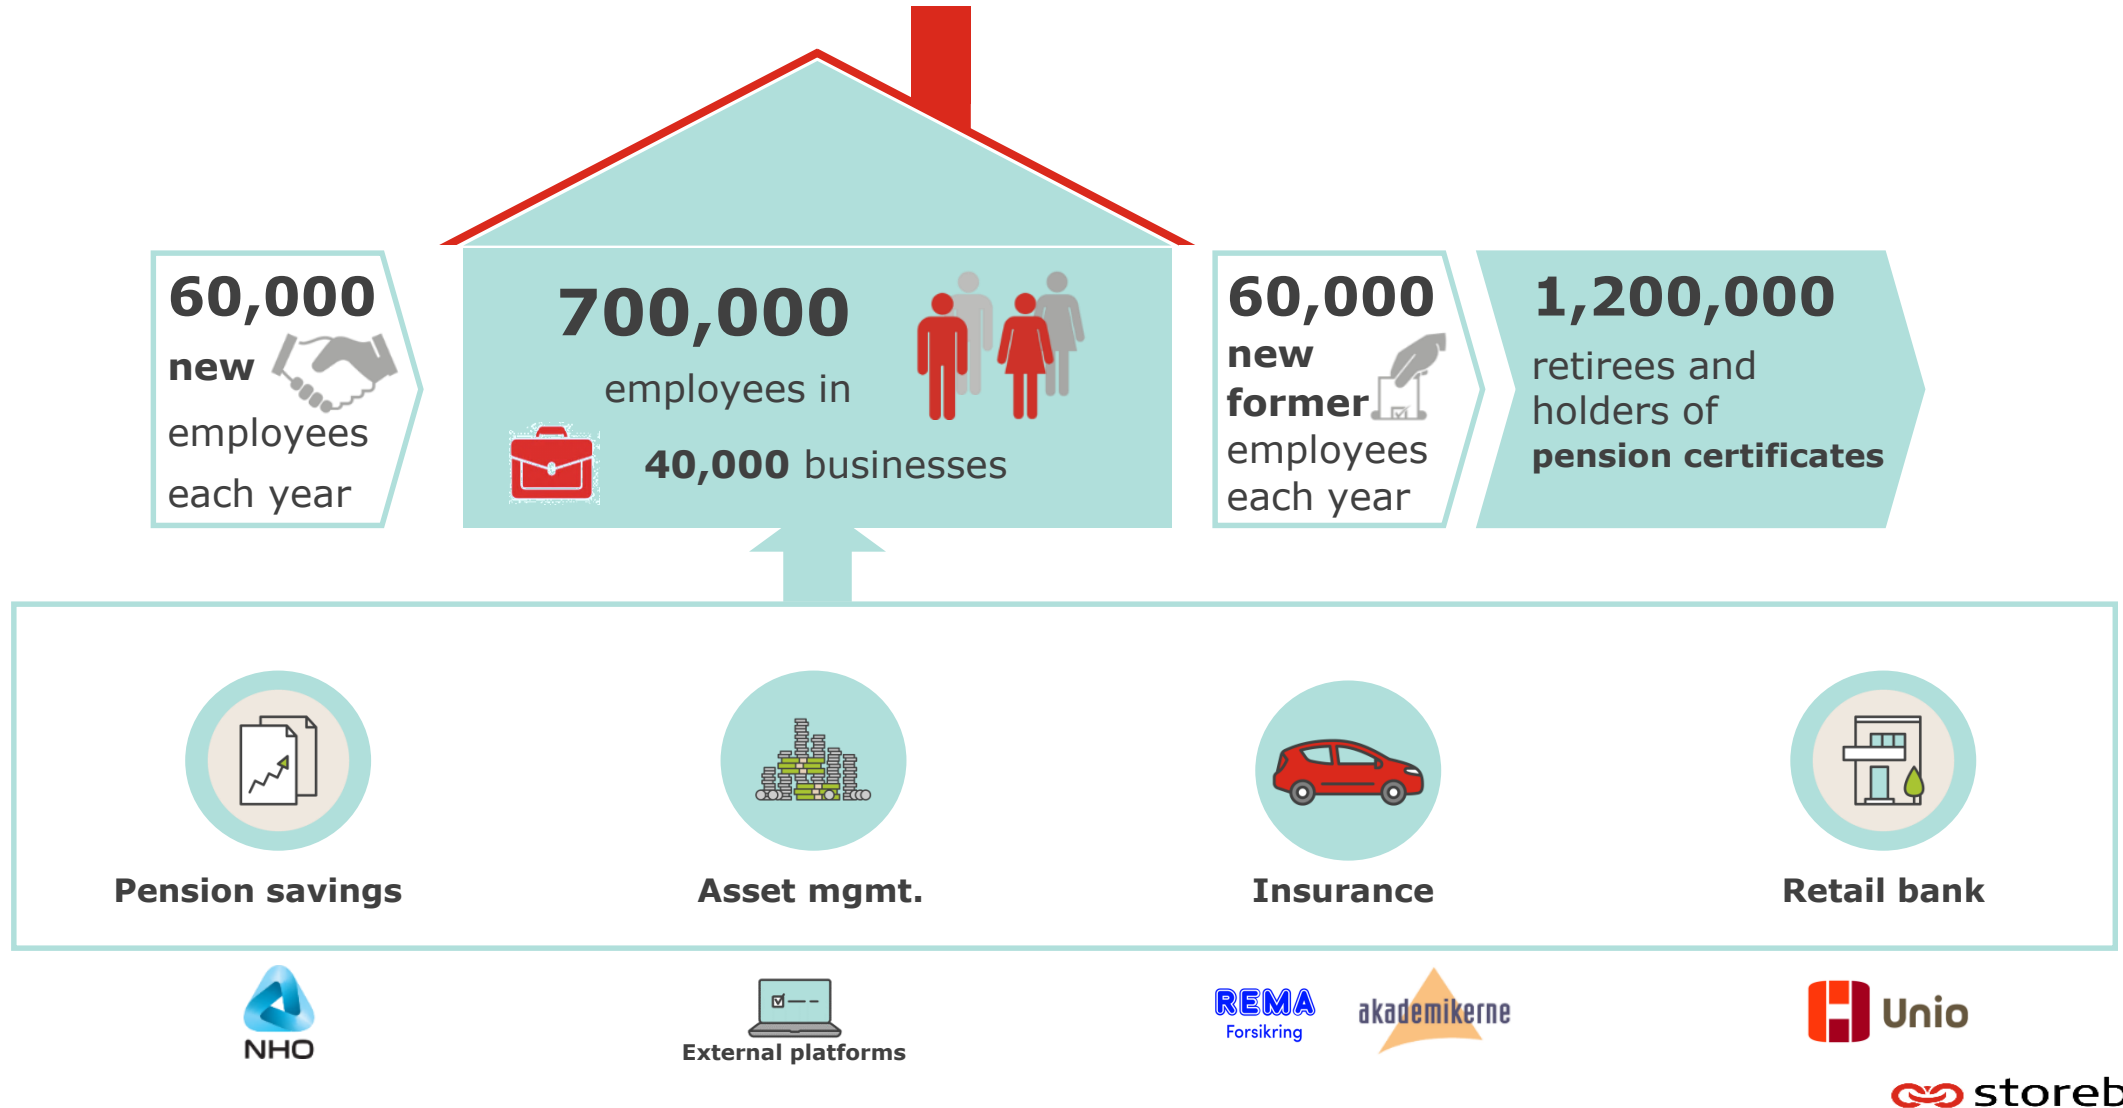 60,000
new
employees
each year
700,000
employees in
40,000 businesses
60,000
new
former
employees
each year
1,200,000
retirees and
holders of
pension certificates
Pension savings
Asset mgmt.
Insurance
Retail bank
NHO
External platforms
REMA
Forsikring
akademikerne
Unio
storeb